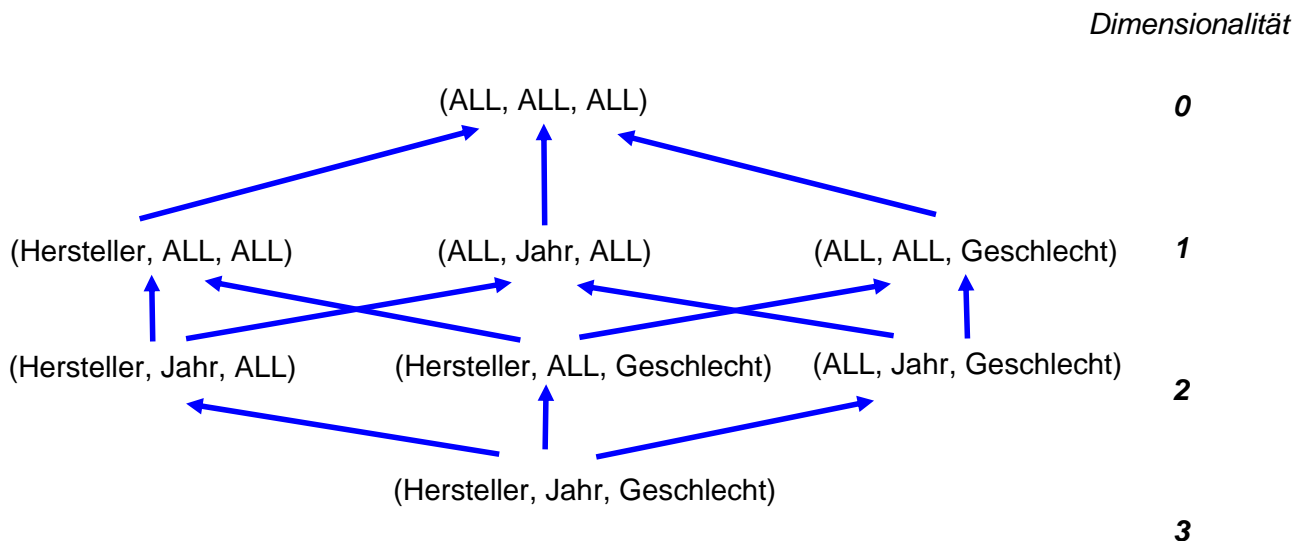 Dimensionalität
(ALL, ALL, ALL) 0
(Hersteller, ALL, ALL) (ALL, Jahr, ALL) (ALL, ALL, Geschlecht) 1
(Hersteller, Jahr, ALL) (Hersteller, ALL, Geschlecht) (ALL, Jahr, Geschlecht) 2
(Hersteller, Jahr, Geschlecht)
3